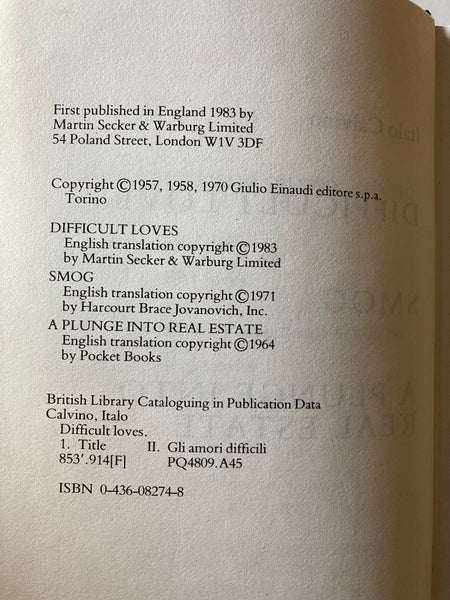 First published in England 1983 by
Martin Secker & Warburg Limited
54 Poland Street, London W1V 3DF
Copyright ©1957, 1958, 1970 Giulio Einaudi editore s.p.a.
Torino
DIFFICULT LOVES
English translation copyright ©1983
by Martin Secker & Warburg Limited
SMOG
English translation copyright ©1971
by Harcourt Brace Jovanovich, Inc.
A PLUNGE INTO REAL ESTATE
English translation copyright ©1964
by Pocket Books
British Library Cataloguing in Publication Data
Calvino, Italo
Difficult loves.
1. Title II. Gli amori difficili
853'.914[F] PQ4809.A45
ISBN 0-436-08274-8